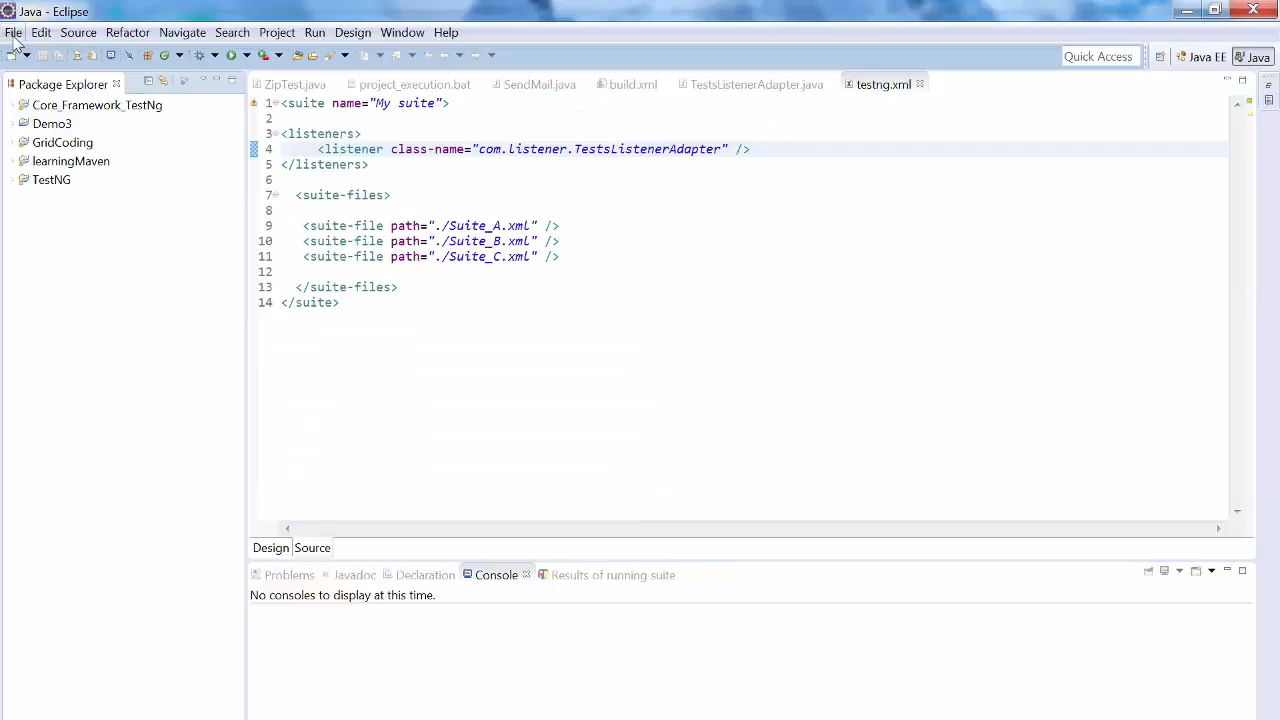 Java - Eclipse
File Edit Source Refactor Navigate Search Project Run Design Window Help
Quick Access Java EE Java
Package Explorer
ZipTest.java project_execution.bat SendMail.java build.xml TestsListenerAdapter.java testng.xml
Core_Framework_TestNg
Demo3
GridCoding
learningMaven
TestNG
1 <suite name="My suite">
2
3 <listeners>
4 <listener class-name="com.listener.TestsListenerAdapter" />
5 </listeners>
6
7 <suite-files>
8
9 <suite-file path="./Suite_A.xml" />
10 <suite-file path="./Suite_B.xml" />
11 <suite-file path="./Suite_C.xml" />
12
13 </suite-files>
14 </suite>
Design Source
Problems Javadoc Declaration Console Results of running suite
No consoles to display at this time.